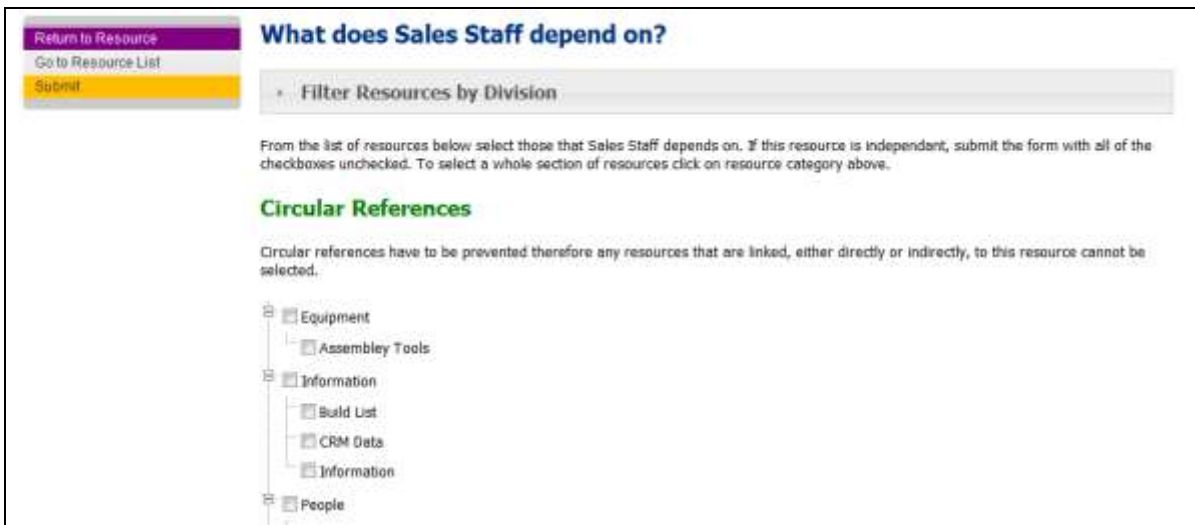 Return to Resource
Go to Resource List
Submit
What does Sales Staff depend on?
Filter Resources by Division
From the list of resources below select those that Sales Staff depends on. If this resource is independant, submit the form with all of the
checkboxes unchecked. To select a whole section of resources click on resource category above.
Circular References
Circular references have to be prevented therefore any resources that are linked, either directly or indirectly, to this resource cannot be
selected.
Equipment
Assembley Tools
Information
Build List
CRM Data
Information
People